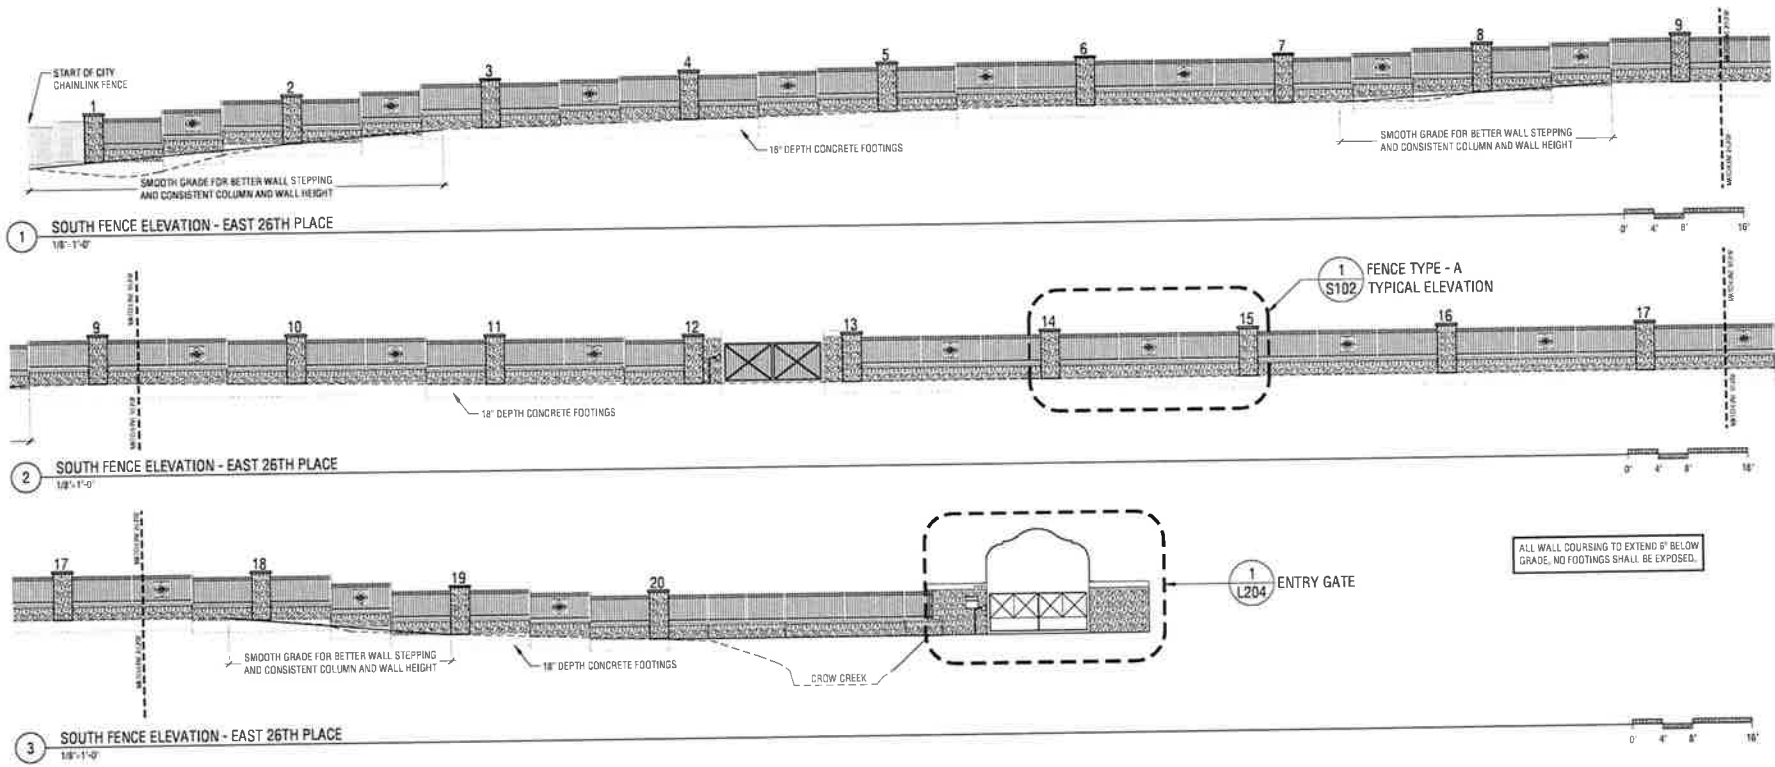 START OF CITY
CHAINLINK FENCE
1
2
3
4
5
6
7
8
9
SMOOTH GRADE FOR BETTER WALL STEPPING
AND CONSISTENT COLUMN AND WALL HEIGHT
18" DEPTH CONCRETE FOOTINGS
SMOOTH GRADE FOR BETTER WALL STEPPING
AND CONSISTENT COLUMN AND WALL HEIGHT
1
SOUTH FENCE ELEVATION - EAST 26TH PLACE
1/8"=1'-0"
0' 4' 8' 16'
9
10
11
12
13
14
15
16
17
1
S102
FENCE TYPE - A
TYPICAL ELEVATION
18" DEPTH CONCRETE FOOTINGS
2
SOUTH FENCE ELEVATION - EAST 26TH PLACE
1/8"=1'-0"
0' 4' 8' 16'
17
18
19
20
SMOOTH GRADE FOR BETTER WALL STEPPING
AND CONSISTENT COLUMN AND WALL HEIGHT
18" DEPTH CONCRETE FOOTINGS
CROW CREEK
1
L204
ENTRY GATE
ALL WALL COURSING TO EXTEND 6" BELOW
GRADE, NO FOOTINGS SHALL BE EXPOSED.
3
SOUTH FENCE ELEVATION - EAST 26TH PLACE
1/8"=1'-0"
0' 4' 8' 16'